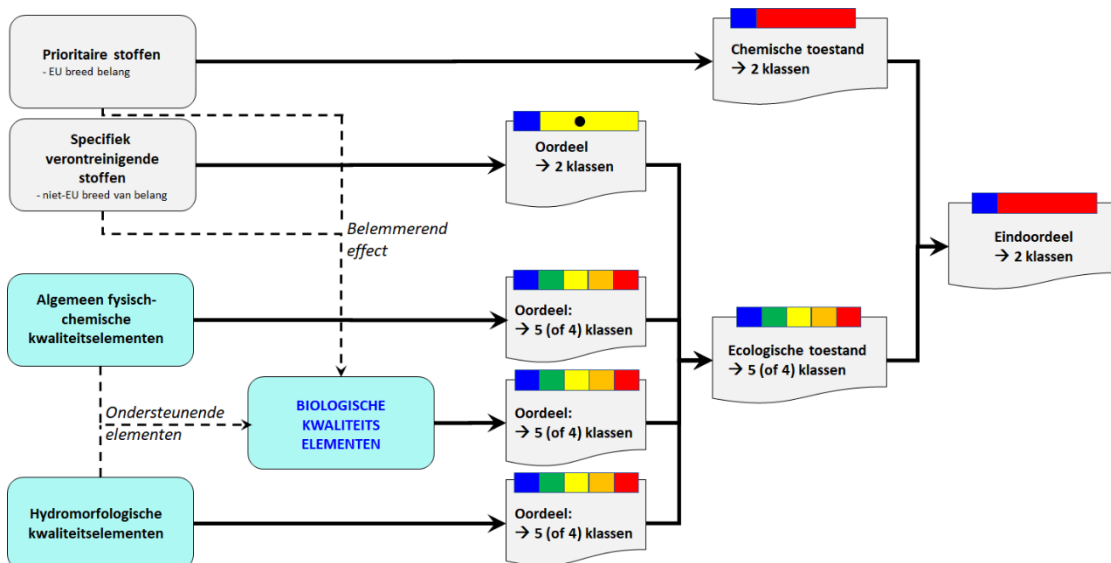 Prioritaire stoffen
- EU breed belang
Chemische toestand
→ 2 klassen
Specifiek
verontreinigende
stoffen
- niet-EU breed van belang
Oordeel
→ 2 klassen
Belemmerend
effect
Eindoordeel
→ 2 klassen
Algemeen fysisch-
chemische
kwaliteitselementen
Oordeel:
→ 5 (of 4) klassen
Ecologische toestand
→ 5 (of 4) klassen
Ondersteunende
elementen
BIOLOGISCHE
KWALITEITS
ELEMENTEN
Oordeel:
→ 5 (of 4) klassen
Hydromorfologische
kwaliteitselementen
Oordeel:
→ 5 (of 4) klassen